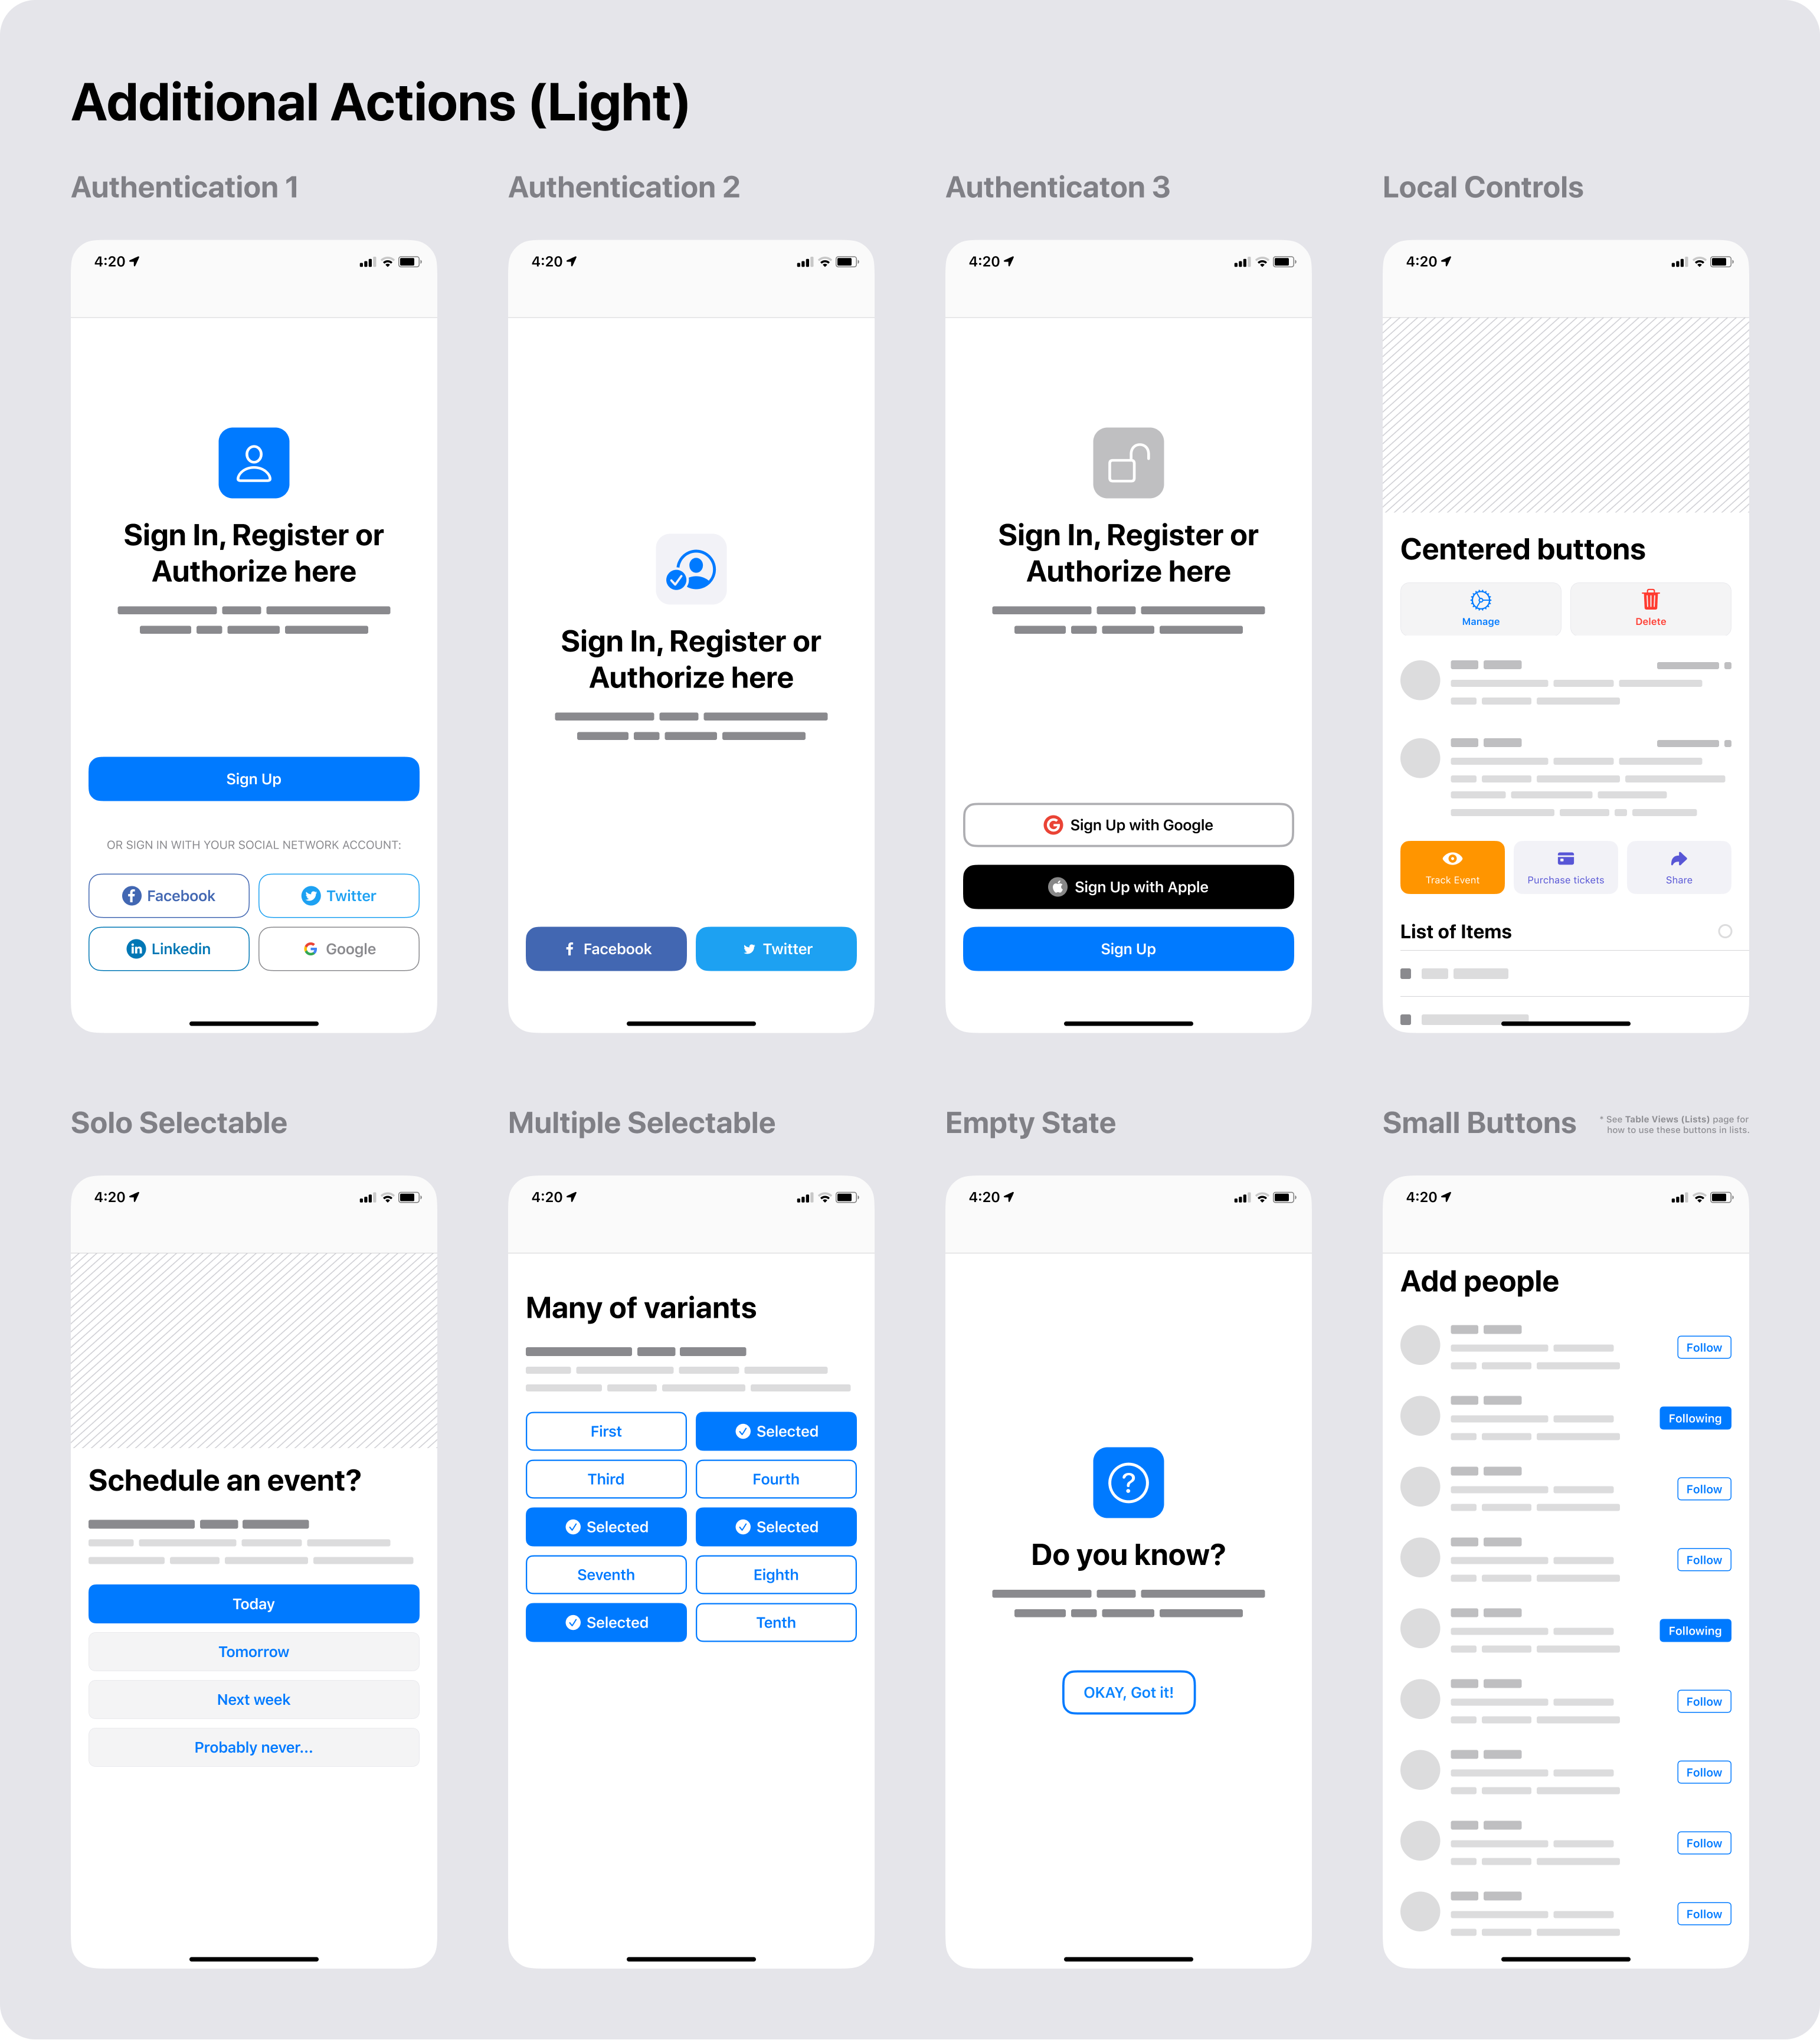 Additional Actions (Light)
Authentication 1
4:20
Sign In, Register or
Authorize here
Sign Up
OR SIGN IN WITH YOUR SOCIAL NETWORK ACCOUNT:
Facebook
Twitter
Linkedin
Google
Authentication 2
4:20
Sign In, Register or
Authorize here
Facebook
Twitter
Authenticaton 3
4:20
Sign In, Register or
Authorize here
Sign Up with Google
Sign Up with Apple
Sign Up
Local Controls
4:20
Centered buttons
Manage
Delete
Track Event
Purchase tickets
Share
List of Items
Solo Selectable
4:20
Schedule an event?
Today
Tomorrow
Next week
Probably never...
Multiple Selectable
4:20
Many of variants
First
Selected
Third
Fourth
Selected
Selected
Seventh
Eighth
Selected
Tenth
Empty State
4:20
Do you know?
OKAY, Got it!
Small Buttons
* See Table Views (Lists) page for
how to use these buttons in lists.
4:20
Add people
Follow
Following
Follow
Follow
Following
Follow
Follow
Follow
Follow